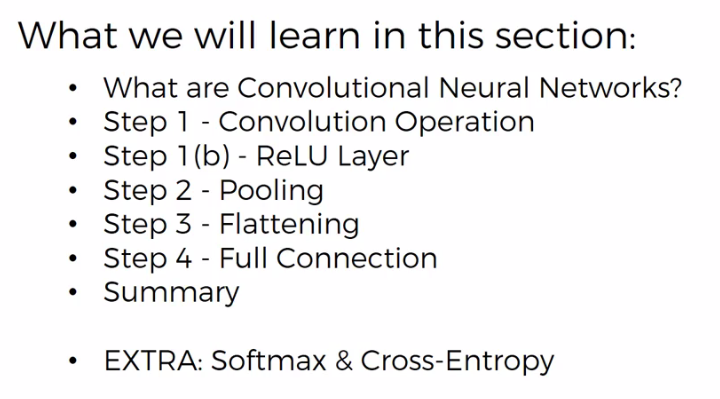 What we will learn in this section:
• What are Convolutional Neural Networks?
• Step 1 - Convolution Operation
• Step 1(b) - ReLU Layer
• Step 2 - Pooling
• Step 3 - Flattening
• Step 4 - Full Connection
• Summary
• EXTRA: Softmax & Cross-Entropy